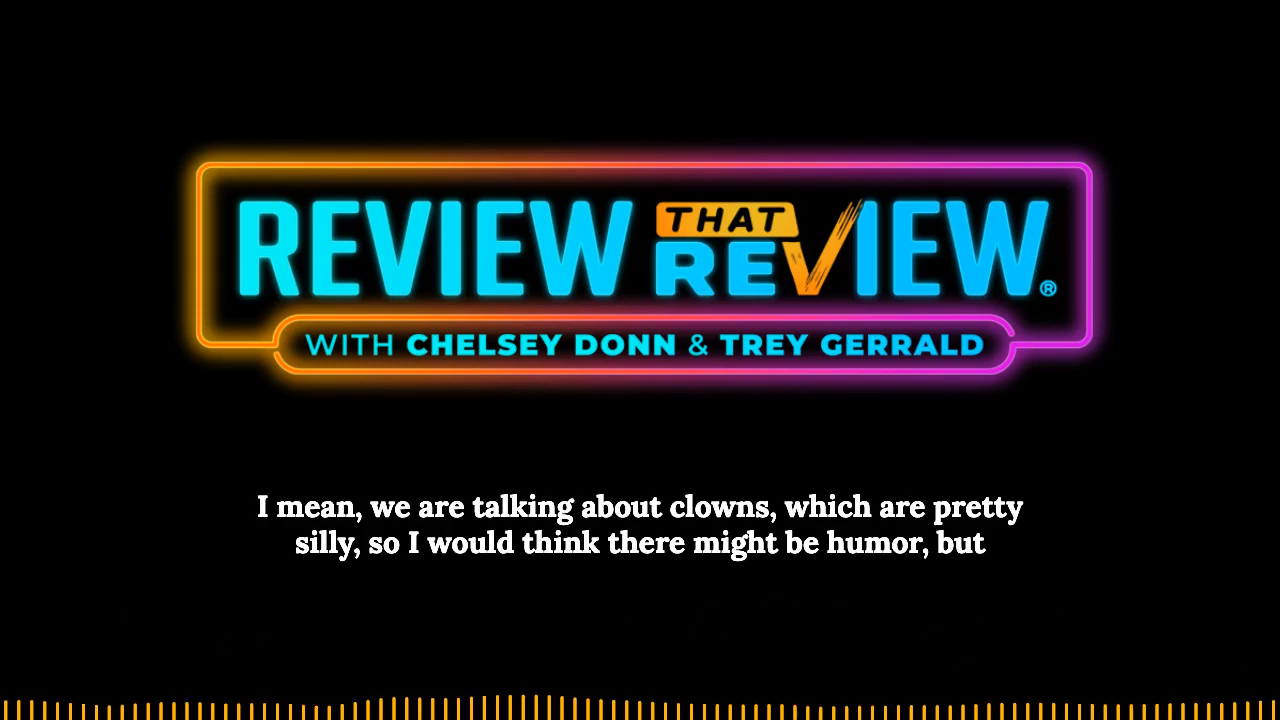 REVIEW THAT REVIEW®
WITH CHELSEY DONN & TREY GERRALD
I mean, we are talking about clowns, which are pretty
silly, so I would think there might be humor, but